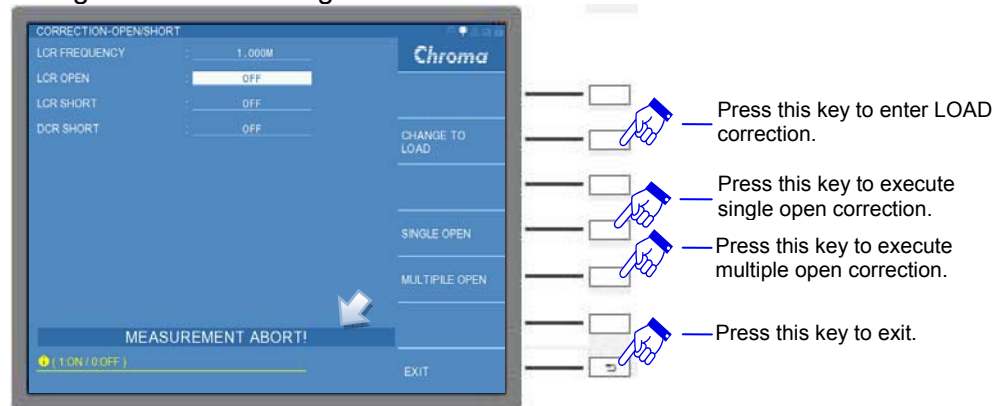 CORRECTION-OPEN/SHORT
LCR FREQUENCY : 1.000M
LCR OPEN : OFF
LCR SHORT : OFF
DCR SHORT : OFF
Chroma
CHANGE TO
LOAD
SINGLE OPEN
MULTIPILE OPEN
MEASUREMENT ABORT!
( 1:ON / 0:OFF )
EXIT
Press this key to enter LOAD
correction.
Press this key to execute
single open correction.
Press this key to execute
multiple open correction.
Press this key to exit.